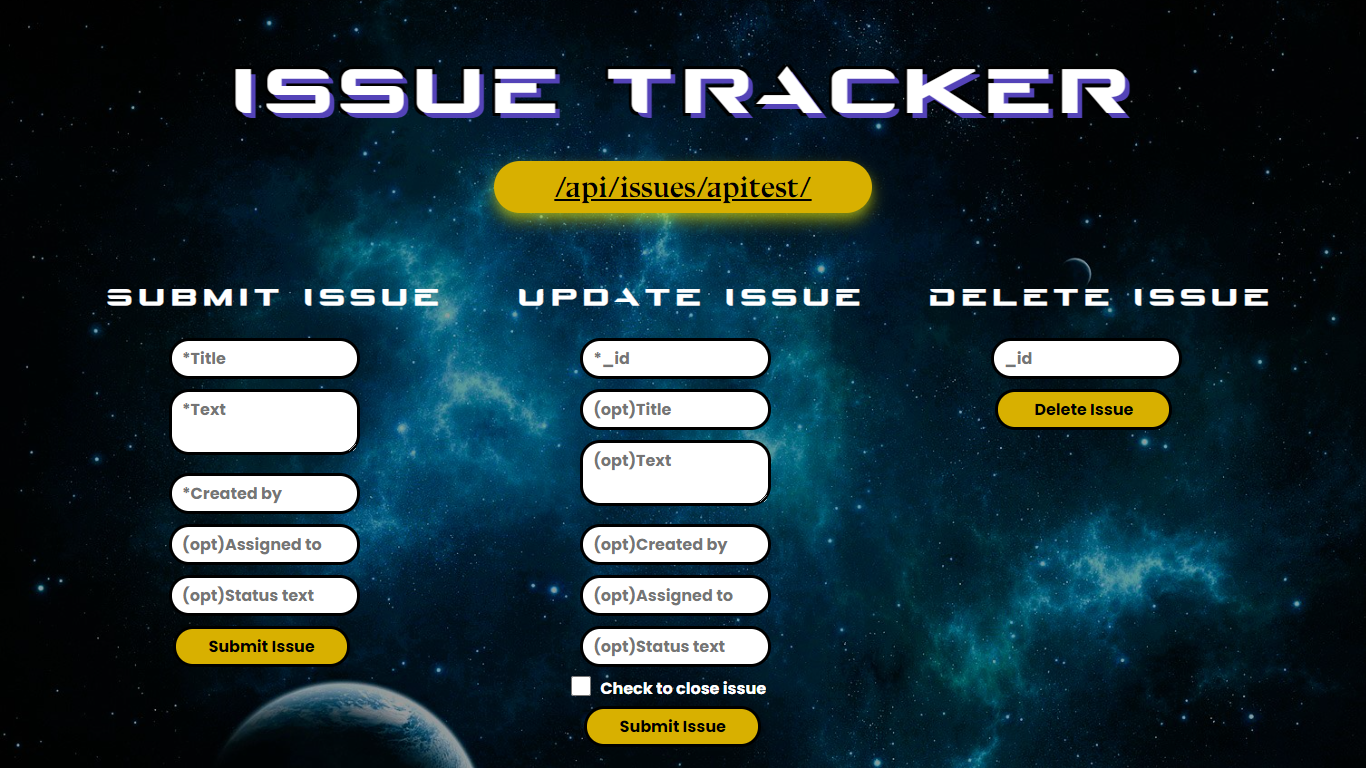 ISSUE TRACKER
/api/issues/apitest/
SUBMIT ISSUE
*Title
*Text
*Created by
(opt)Assigned to
(opt)Status text
Submit Issue
UPDATE ISSUE
*_id
(opt)Title
(opt)Text
(opt)Created by
(opt)Assigned to
(opt)Status text
Check to close issue
Submit Issue
DELETE ISSUE
_id
Delete Issue